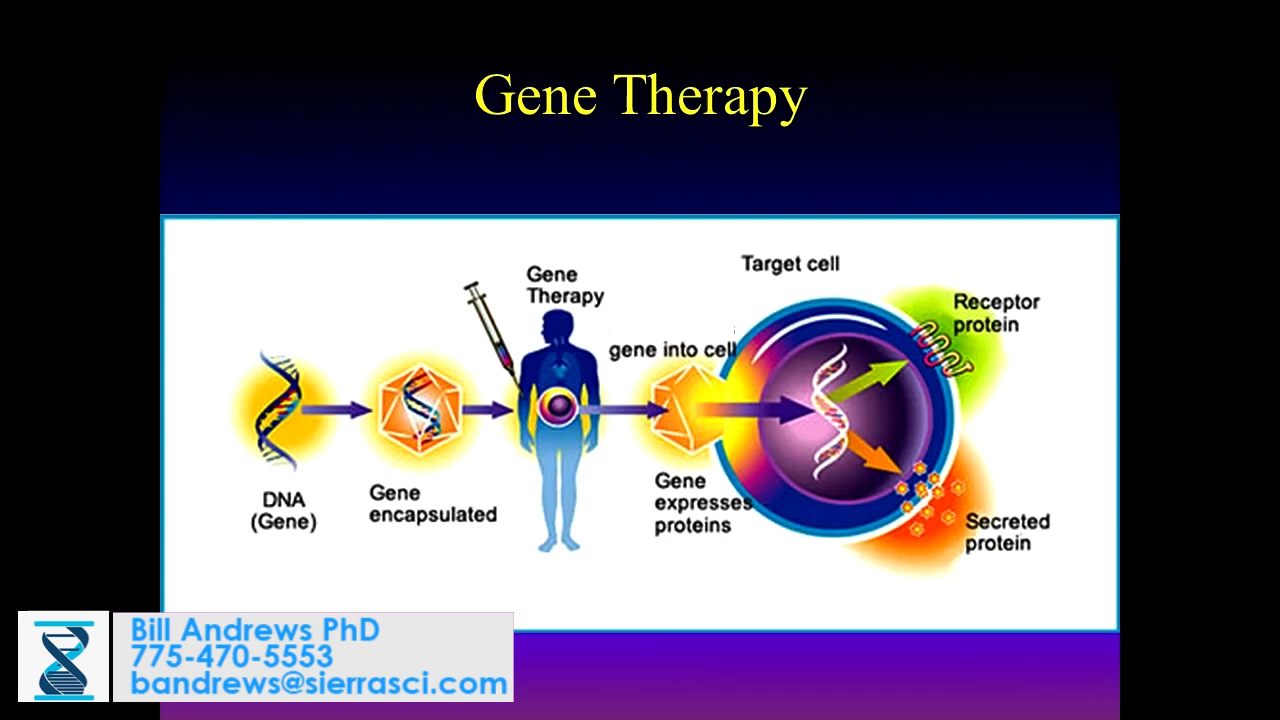 Gene Therapy
Target cell
Gene
Therapy
Receptor
protein
gene into cell
DNA
(Gene)
Gene
encapsulated
Gene
expresses
proteins
Secreted
protein
Bill Andrews PhD
775-470-5553
bandrews@sierrasci.com